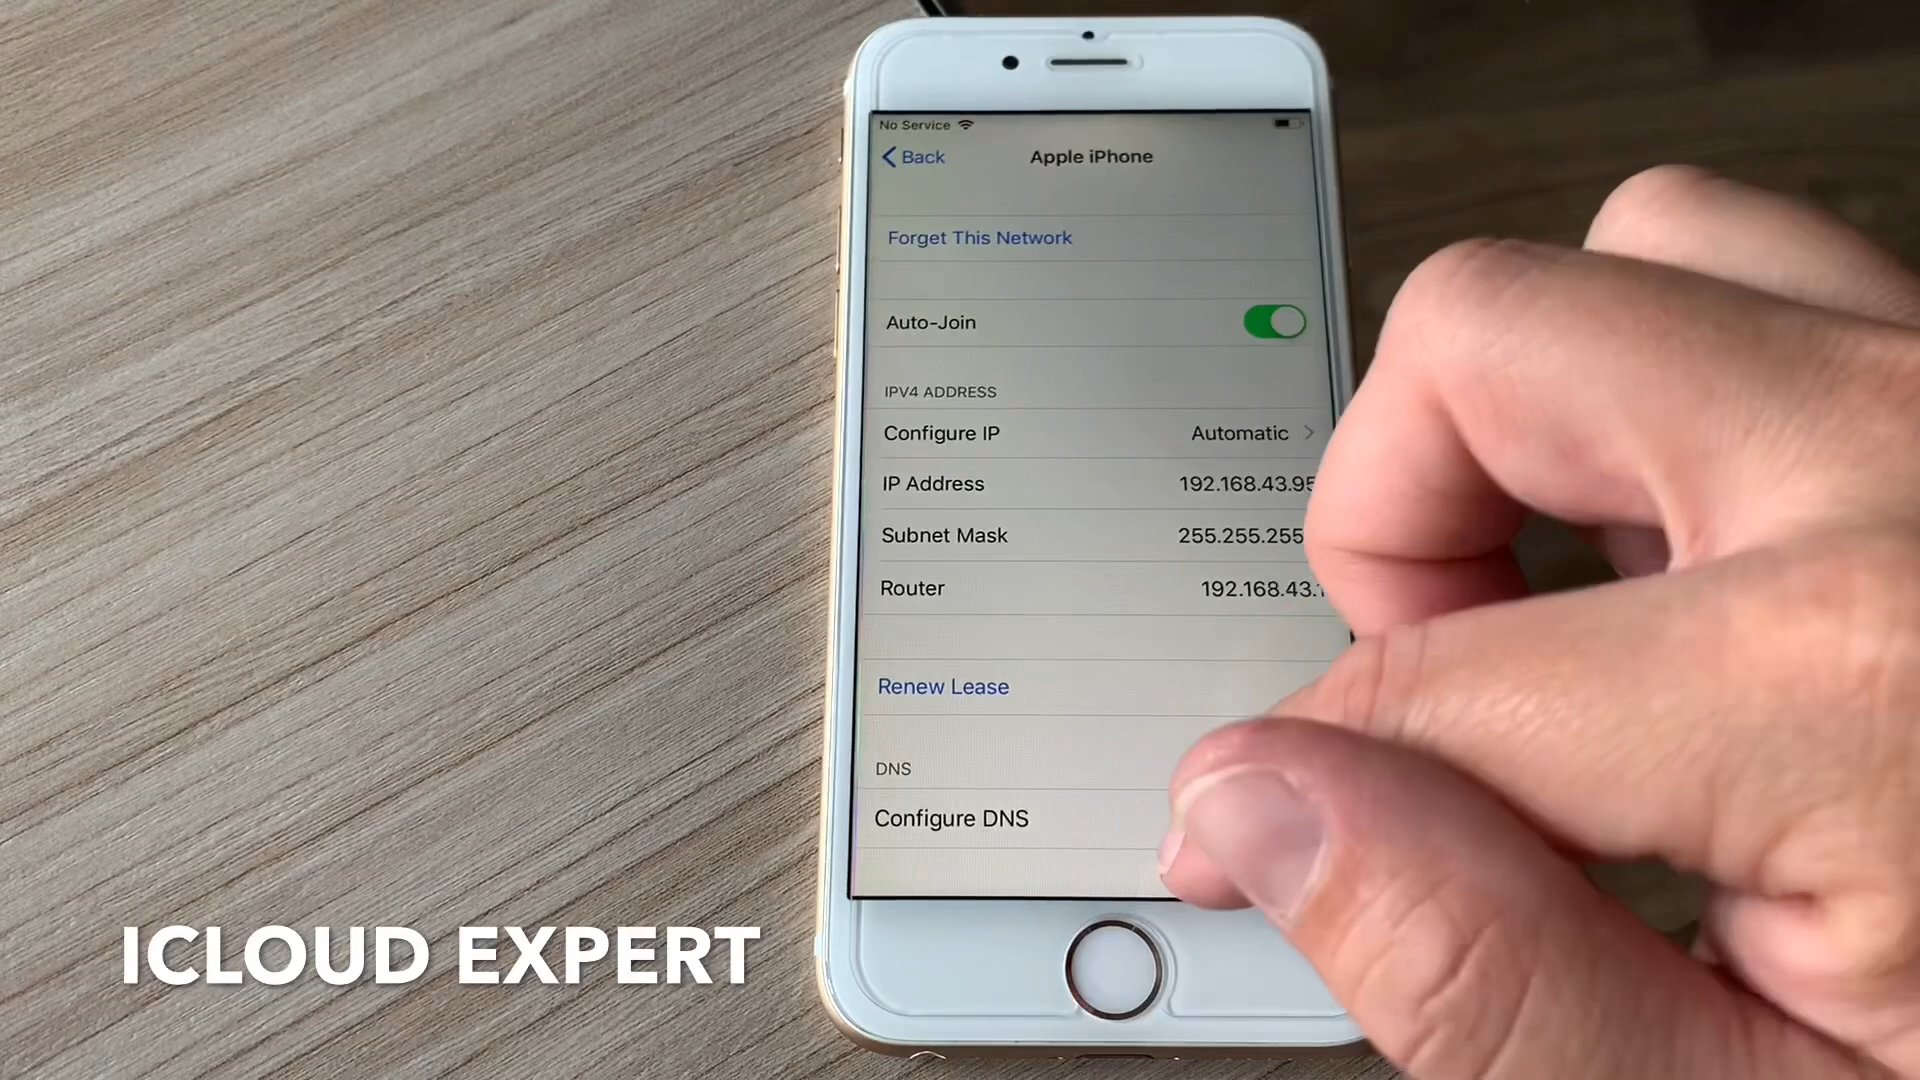 No Service
Back
Apple iPhone
Forget This Network
Auto-Join
IPV4 ADDRESS
Configure IP
Automatic
IP Address
192.168.43.95
Subnet Mask
255.255.255
Router
192.168.43.1
Renew Lease
DNS
Configure DNS
ICLOUD EXPERT